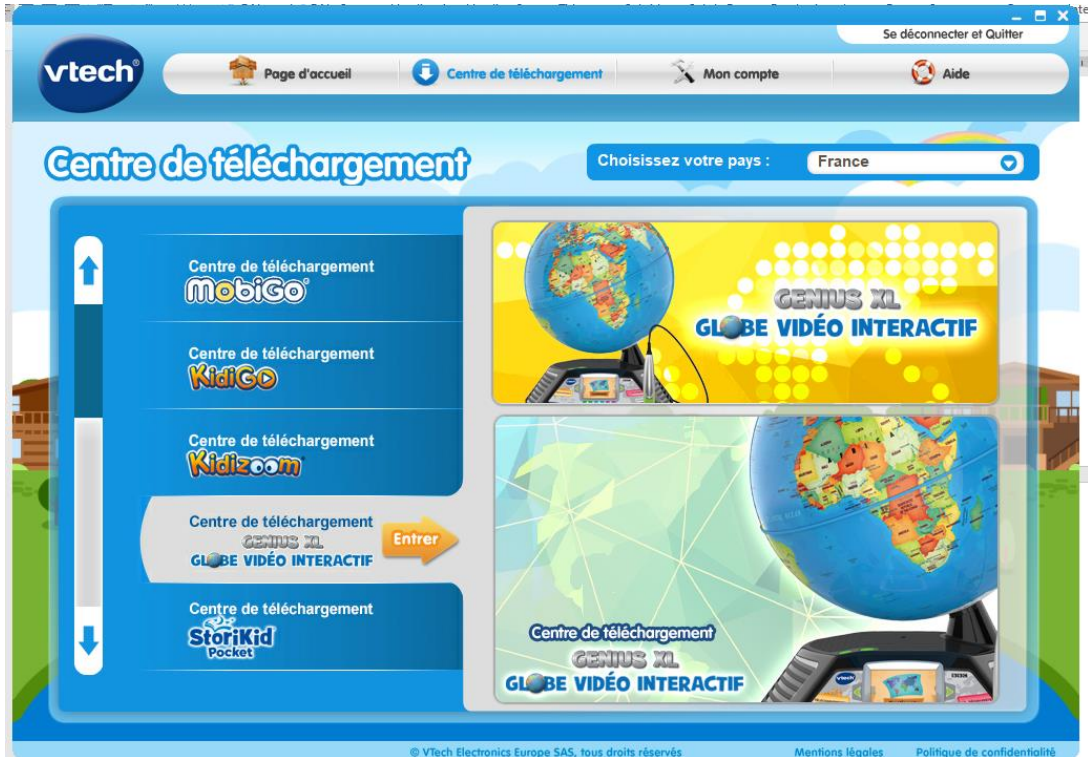 Se déconnecter et Quitter
vtech
Page d'accueil
Centre de téléchargement
Mon compte
Aide
Centre de téléchargement
Choisissez votre pays :
France
Centre de téléchargement
MobiGo
Centre de téléchargement
KidiGO
Centre de téléchargement
Kidizoom
Centre de téléchargement
GENIUS XL
GLOBE VIDÉO INTERACTIF
Entrer
Centre de téléchargement
StoriKid
Pocket
GENIUS XL
GLOBE VIDÉO INTERACTIF
Centre de téléchargement
GENIUS XL
GLOBE VIDÉO INTERACTIF
vtech
© VTech Electronics Europe SAS, tous droits réservés
Mentions légales
Politique de confidentialité